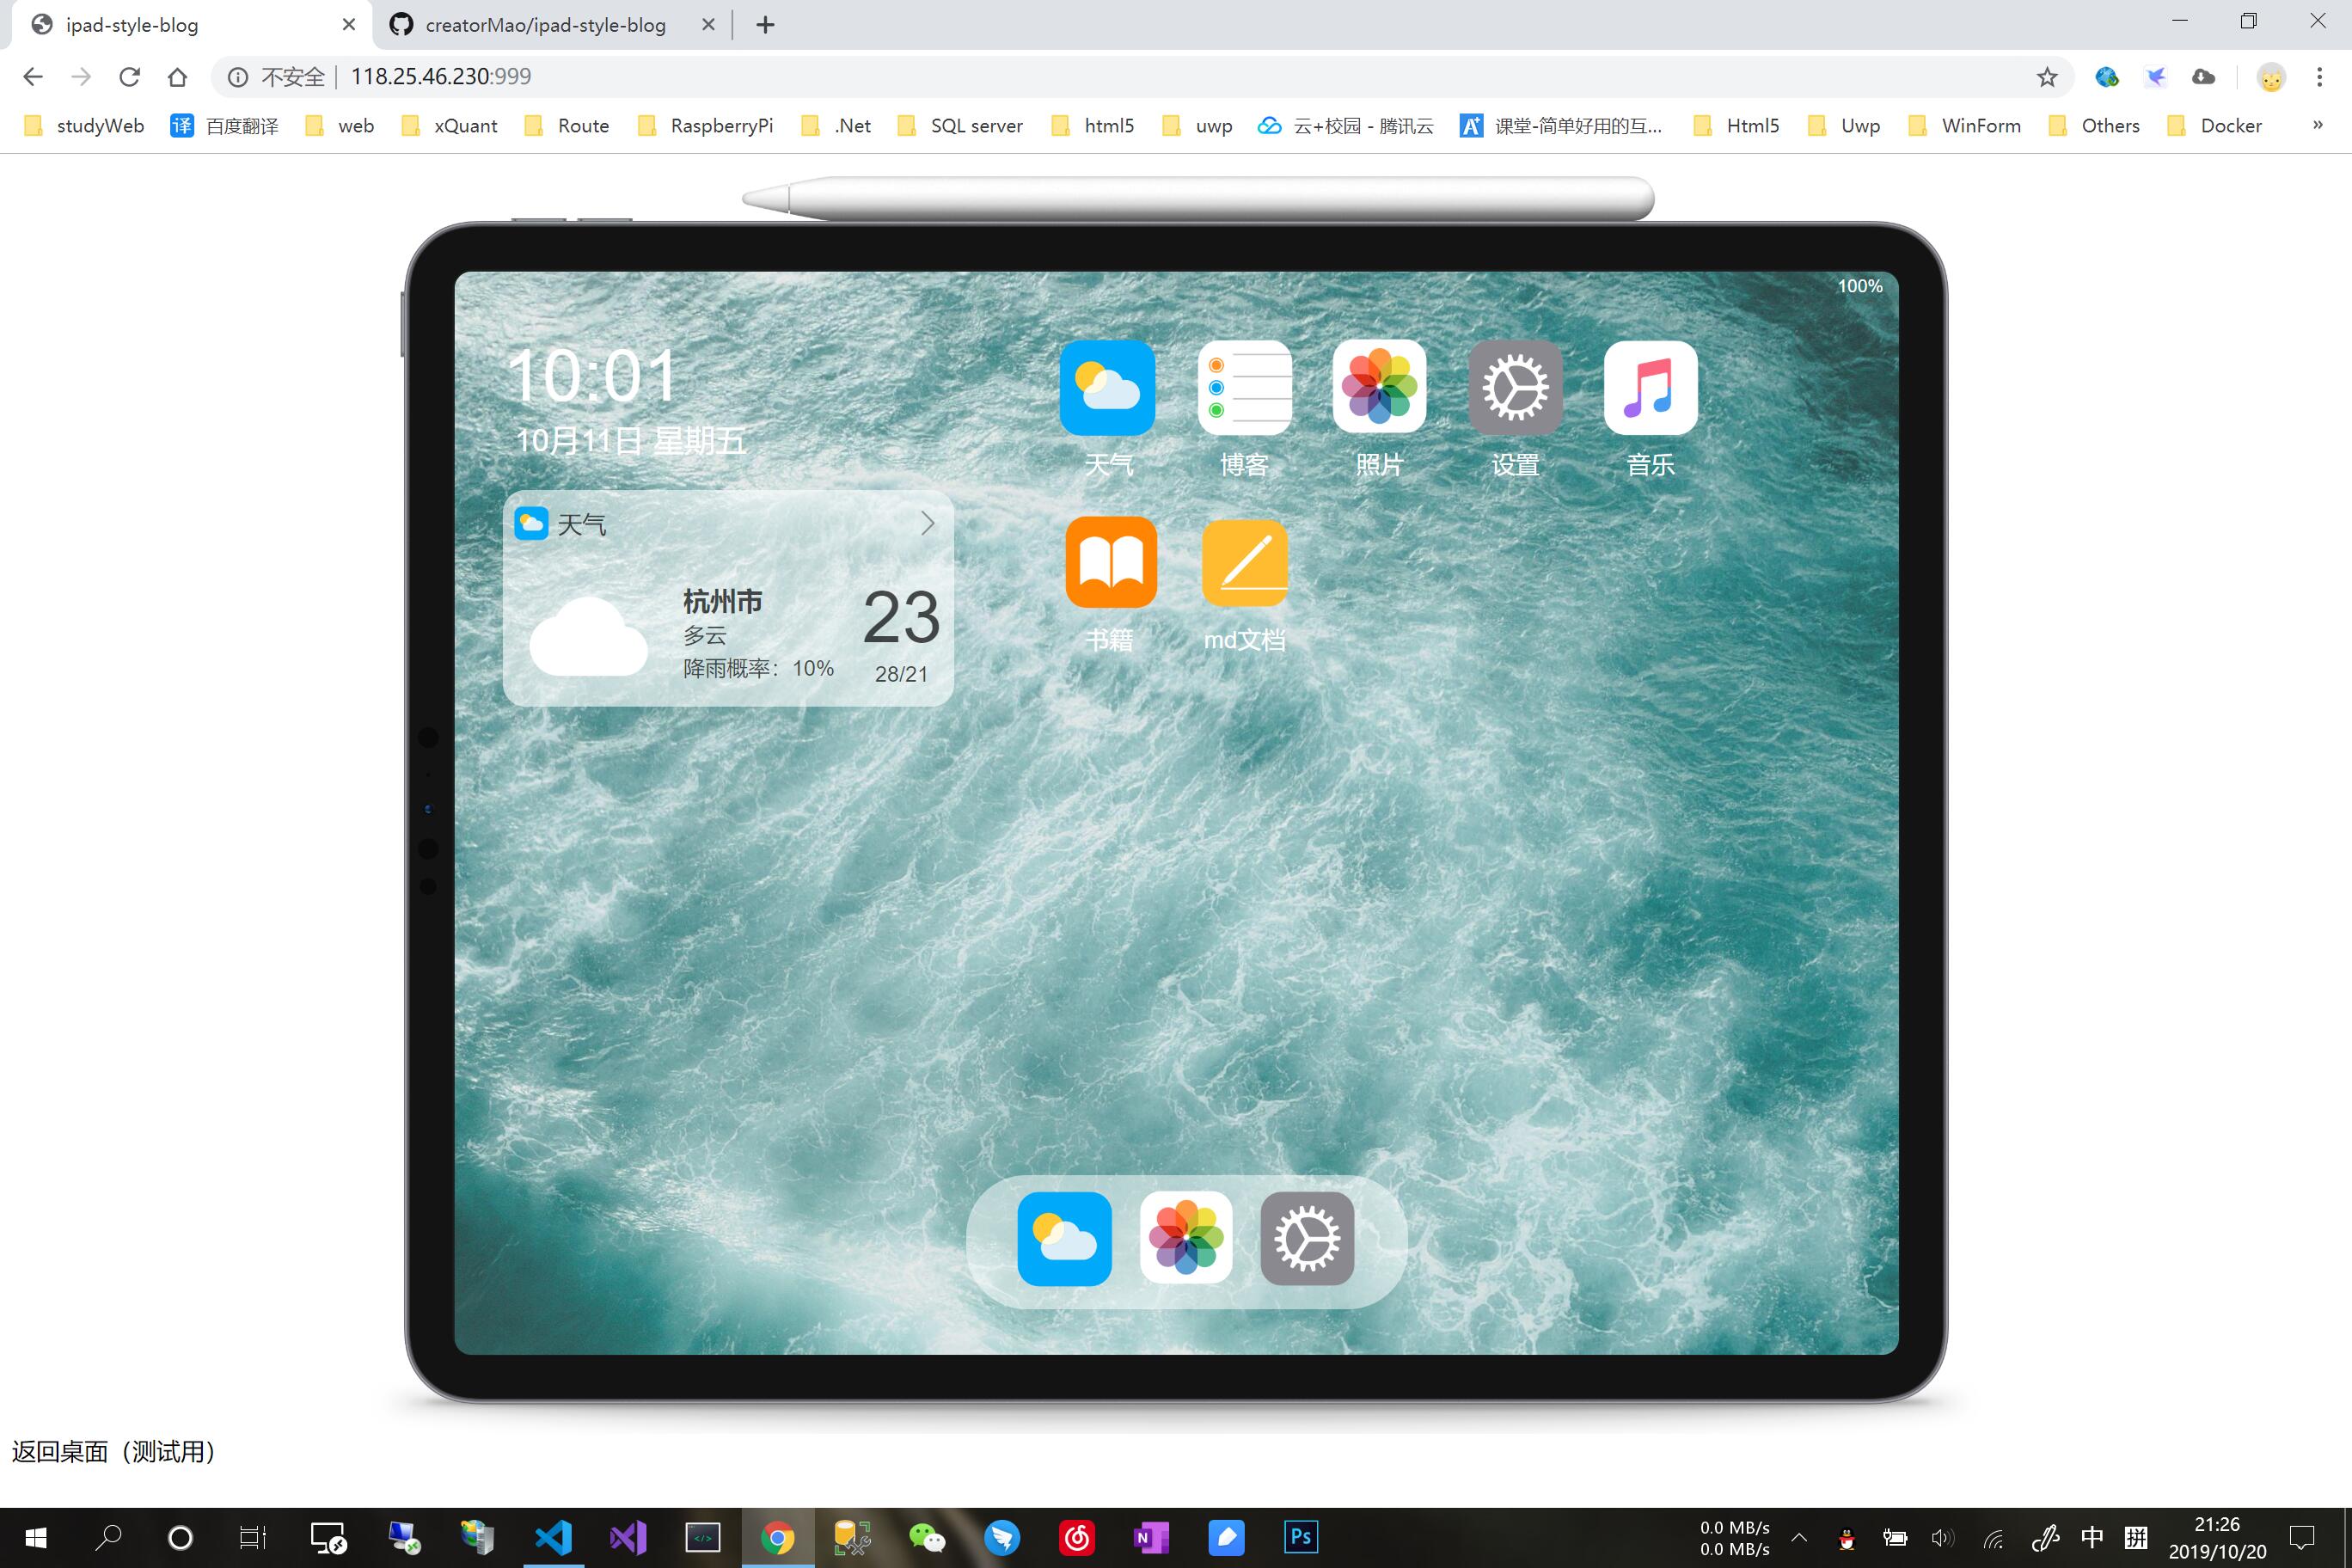 ipad-style-blog
creatorMao/ipad-style-blog
不安全 118.25.46.230:999
studyWeb 译 百度翻译 web xQuant Route RaspberryPi .Net SQL server html5 uwp 云+校园 - 腾讯云 A+ 课堂-简单好用的互... Html5 Uwp WinForm Others Docker »
100%
10:01
10月11日 星期五
天气
杭州市
多云
降雨概率：10%
23
28/21
天气 博客 照片 设置 音乐
书籍 md文档
返回桌面（测试用）
N Ps
0.0 MB/s
0.0 MB/s
中 拼
21:26
2019/10/20